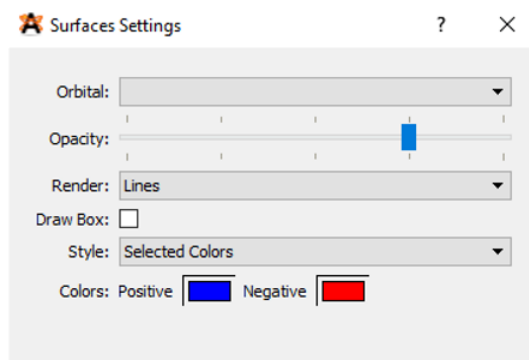 Surfaces Settings ?
Orbital:
Opacity:
Render: Lines
Draw Box:
Style: Selected Colors
Colors: Positive Negative